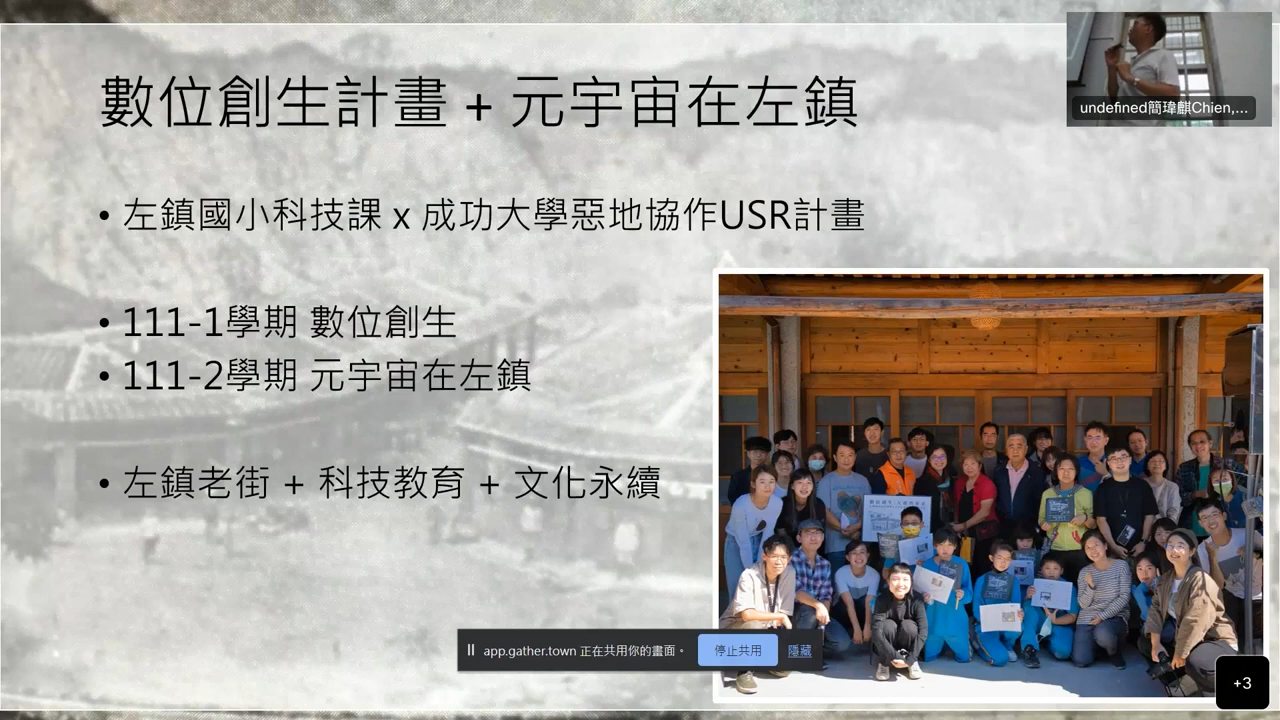 數位創生計畫 + 元宇宙在左鎮
undefined簡瑋麒Chien,...
• 左鎮國小科技課 x 成功大學惡地協作USR計畫
• 111-1學期 數位創生
• 111-2學期 元宇宙在左鎮
• 左鎮老街 + 科技教育 + 文化永續
app.gather.town 正在共用你的畫面。
停止共用
隱藏
+3